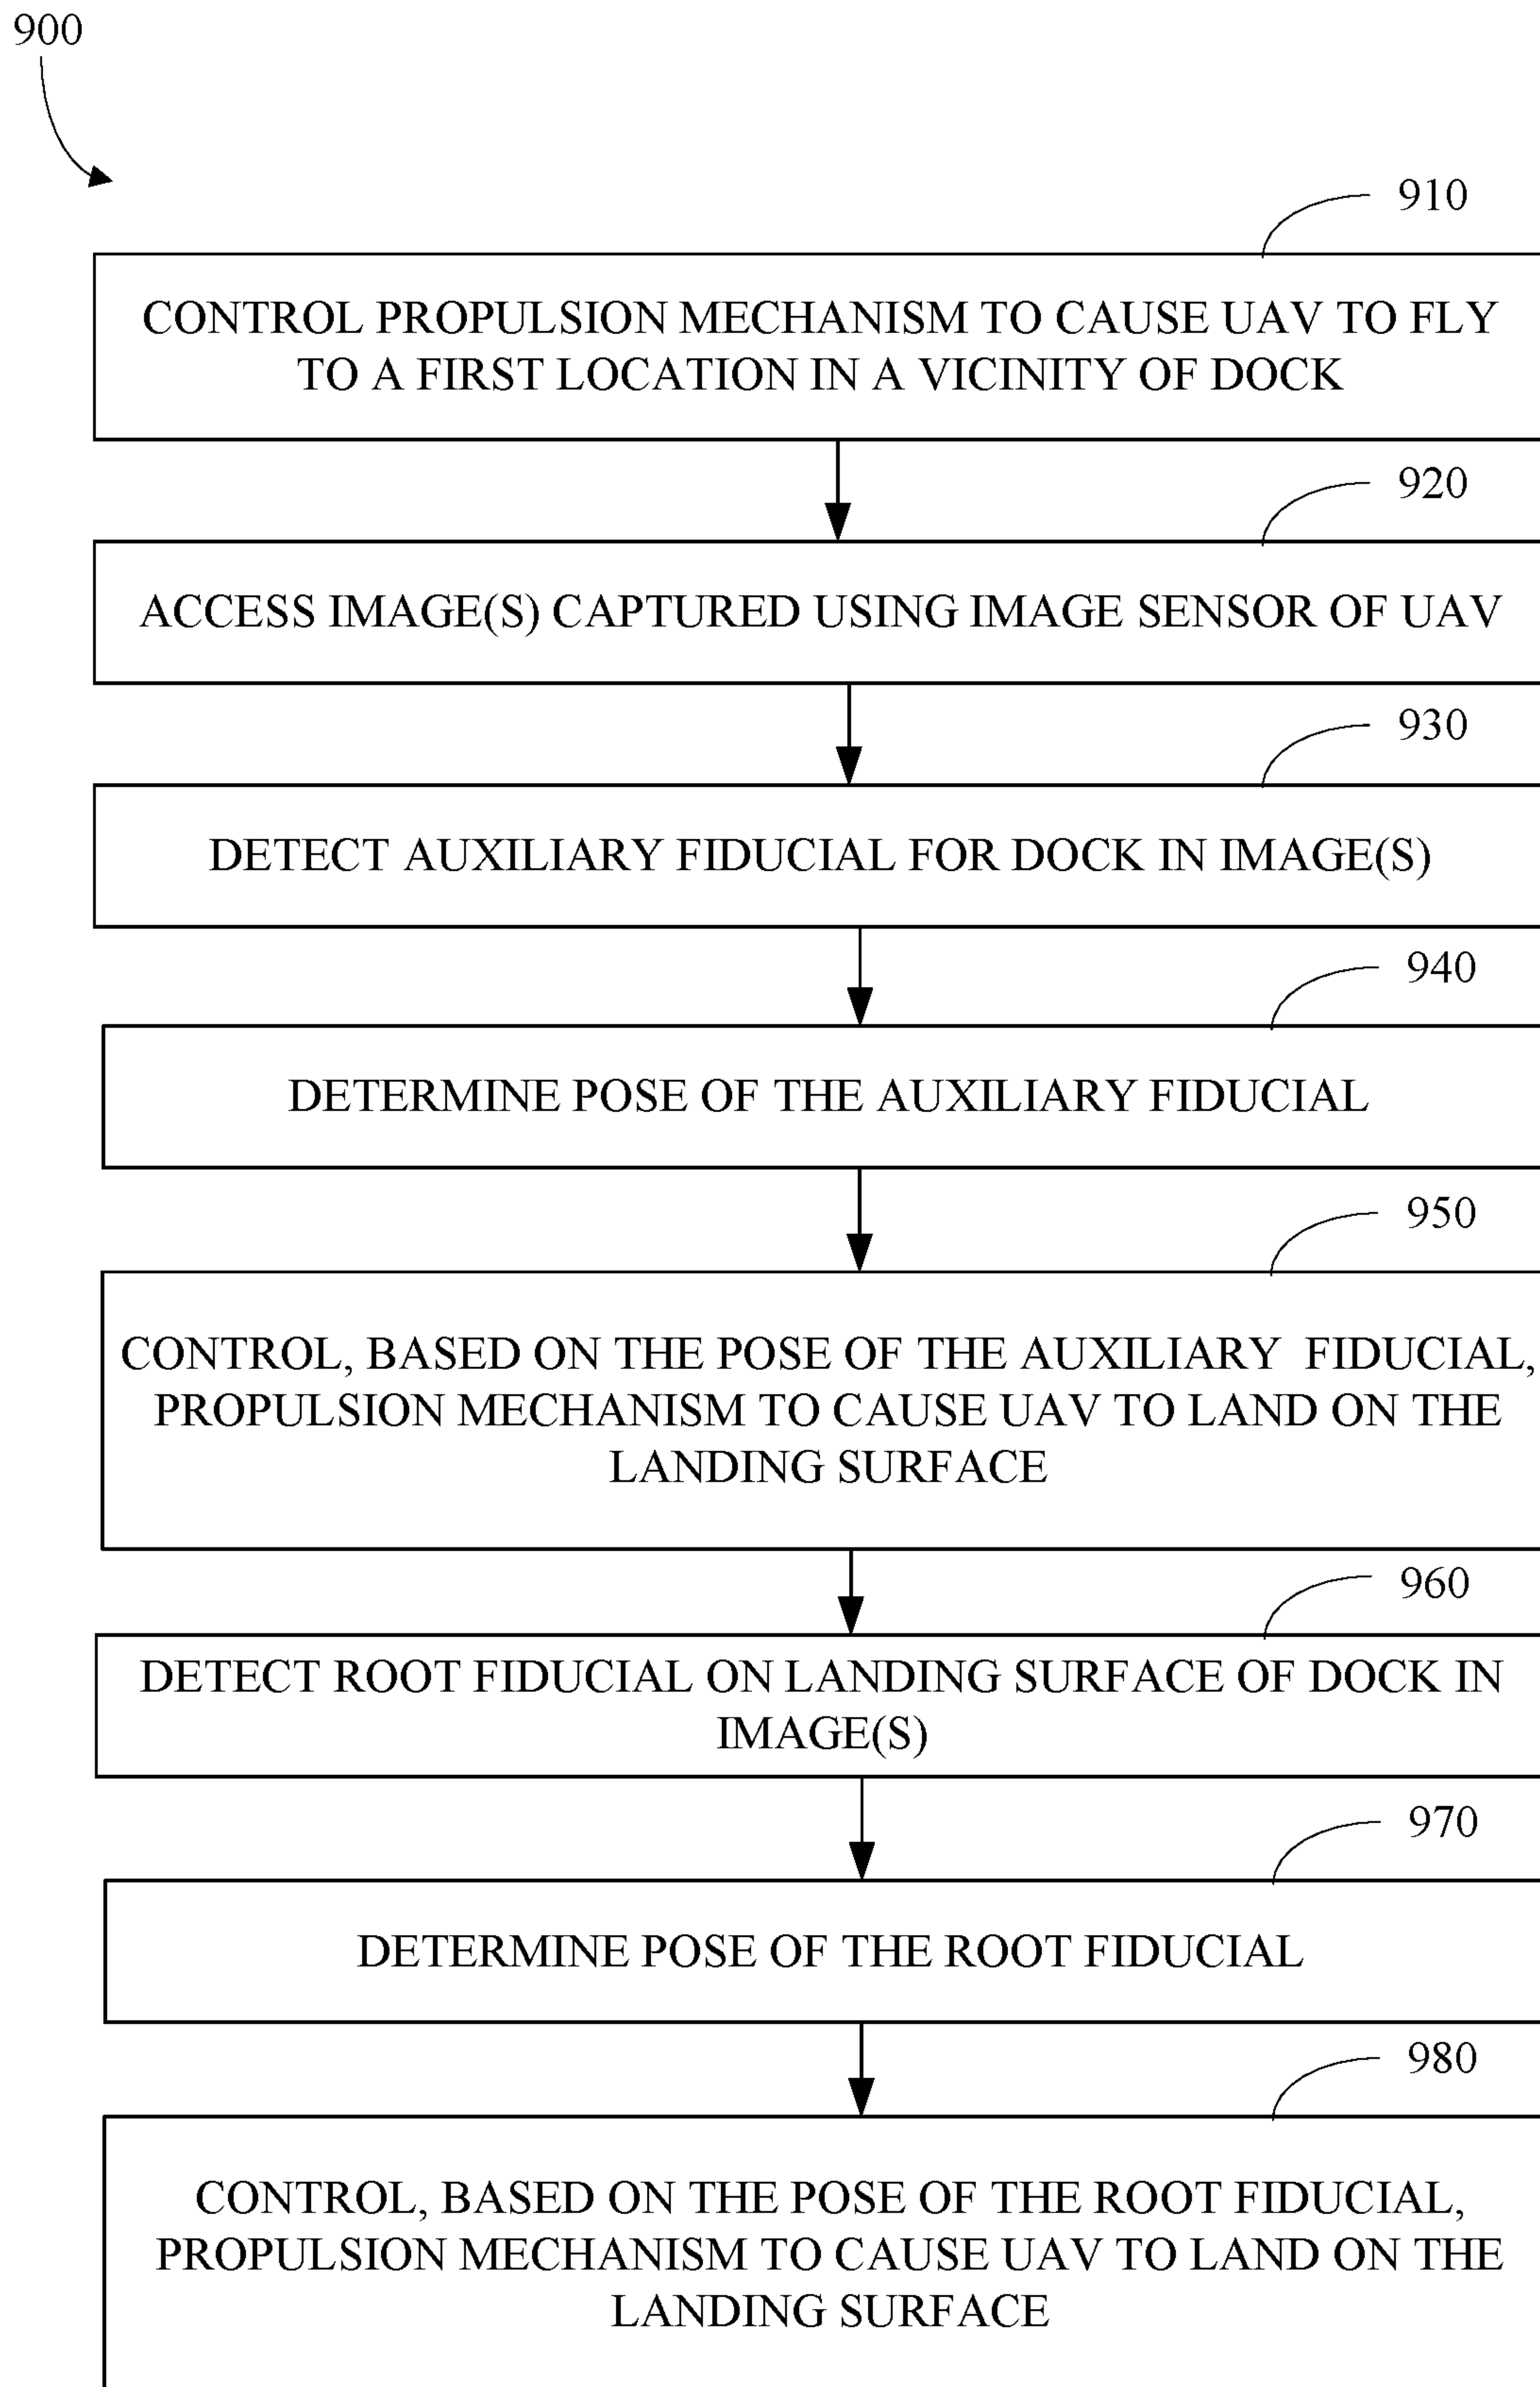 900
910
CONTROL PROPULSION MECHANISM TO CAUSE UAV TO FLY
TO A FIRST LOCATION IN A VICINITY OF DOCK
920
ACCESS IMAGE(S) CAPTURED USING IMAGE SENSOR OF UAV
930
DETECT AUXILIARY FIDUCIAL FOR DOCK IN IMAGE(S)
940
DETERMINE POSE OF THE AUXILIARY FIDUCIAL
950
CONTROL, BASED ON THE POSE OF THE AUXILIARY FIDUCIAL,
PROPULSION MECHANISM TO CAUSE UAV TO LAND ON THE
LANDING SURFACE
960
DETECT ROOT FIDUCIAL ON LANDING SURFACE OF DOCK IN
IMAGE(S)
970
DETERMINE POSE OF THE ROOT FIDUCIAL
980
CONTROL, BASED ON THE POSE OF THE ROOT FIDUCIAL,
PROPULSION MECHANISM TO CAUSE UAV TO LAND ON THE
LANDING SURFACE